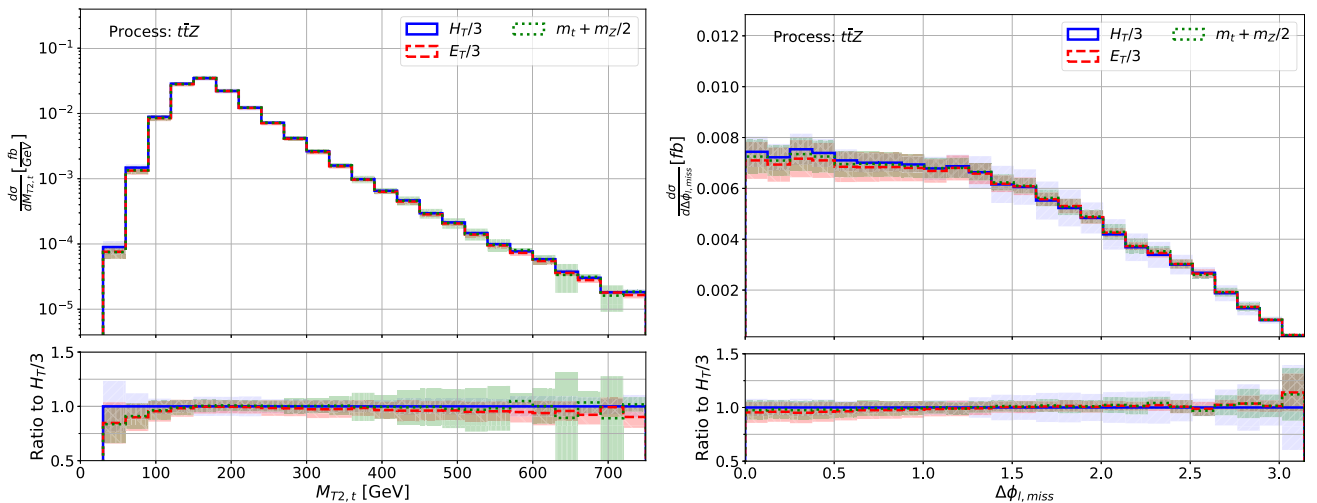 Process: tt̄Z
H_T/3
E_T/3
m_t + m_Z/2
dσ/dM_{T2,t} [fb/GeV]
10^{-1}
10^{-2}
10^{-3}
10^{-4}
10^{-5}
Ratio to H_T/3
1.5
1.0
0.5
0 100 200 300 400 500 600 700
M_{T2,t} [GeV]
Process: tt̄Z
H_T/3
E_T/3
m_t + m_Z/2
dσ/dΔϕ_{l,miss} [fb]
0.012
0.010
0.008
0.006
0.004
0.002
Ratio to H_T/3
1.5
1.0
0.5
0.0 0.5 1.0 1.5 2.0 2.5 3.0
Δϕ_{l,miss}